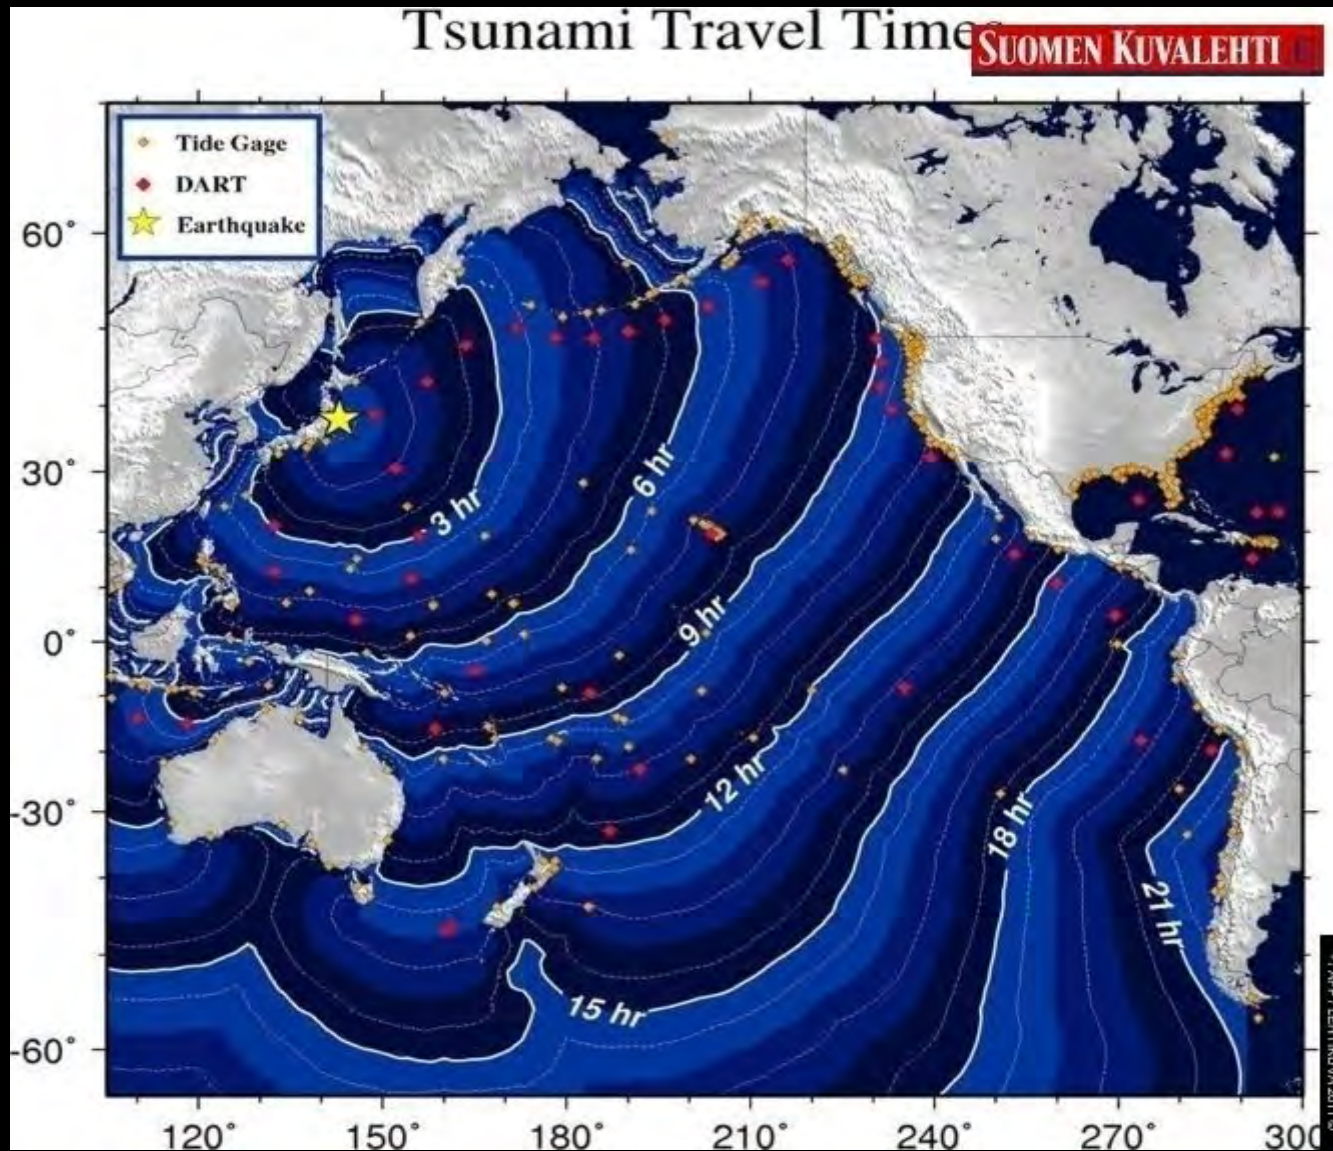 Tsunami Travel Times
SUOMEN KUVALEHTI
Tide Gage
DART
Earthquake
60°
30°
0°
-30°
-60°
3 hr
6 hr
9 hr
12 hr
15 hr
18 hr
21 hr
120° 150° 180° 210° 240° 270° 300